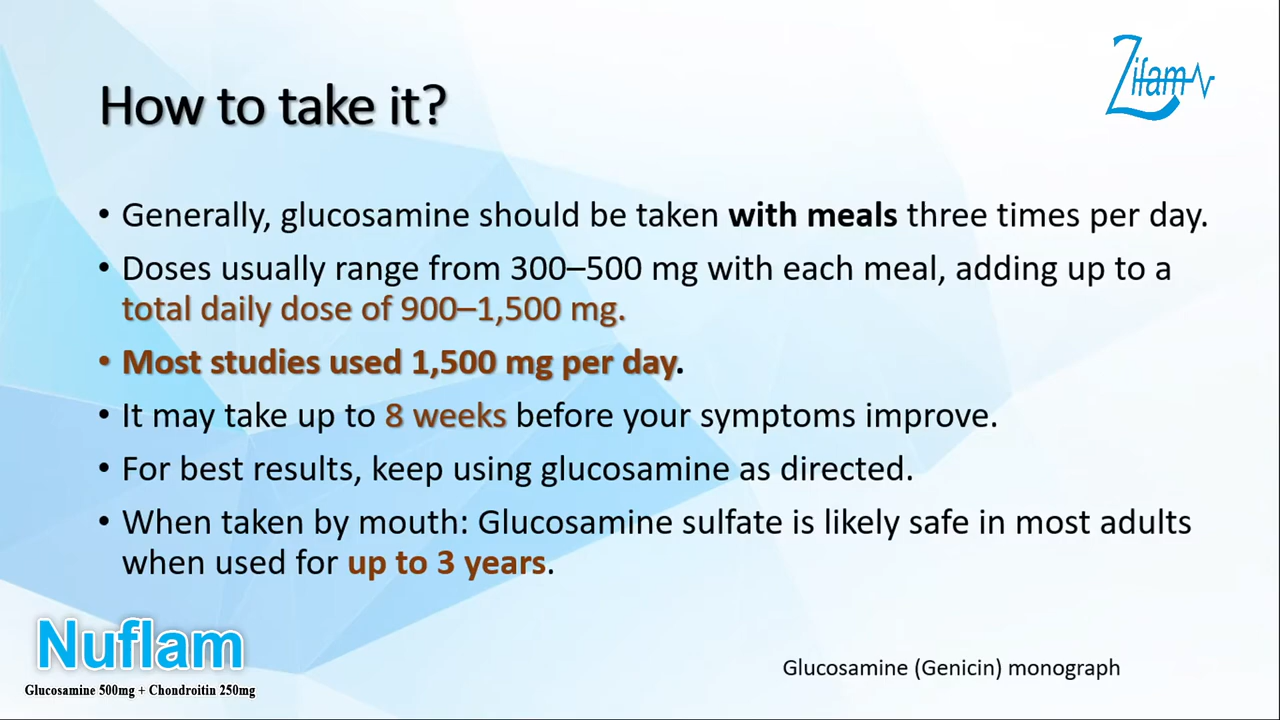 Zifam
How to take it?
• Generally, glucosamine should be taken with meals three times per day.
• Doses usually range from 300–500 mg with each meal, adding up to a
total daily dose of 900–1,500 mg.
• Most studies used 1,500 mg per day.
• It may take up to 8 weeks before your symptoms improve.
• For best results, keep using glucosamine as directed.
• When taken by mouth: Glucosamine sulfate is likely safe in most adults
when used for up to 3 years.
Nuflam
Glucosamine 500mg + Chondroitin 250mg
Glucosamine (Genicin) monograph